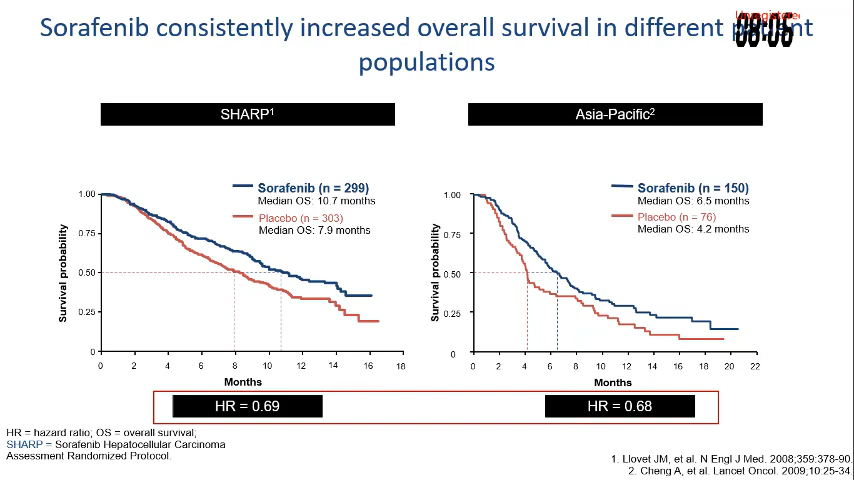 Sorafenib consistently increased overall survival in different patient
populations
Unregistered
08:06
SHARP1
Asia-Pacific2
Sorafenib (n = 299)
Median OS: 10.7 months
Placebo (n = 303)
Median OS: 7.9 months
Survival probability
1.00
0.75
0.50
0.25
0
0 2 4 6 8 10 12 14 16 18
Months
Sorafenib (n = 150)
Median OS: 6.5 months
Placebo (n = 76)
Median OS: 4.2 months
Survival probability
1.00
0.75
0.50
0.25
0
0 2 4 6 8 10 12 14 16 18 20 22
Months
HR = 0.69
HR = 0.68
HR = hazard ratio; OS = overall survival;
SHARP = Sorafenib Hepatocellular Carcinoma
Assessment Randomized Protocol.
1. Llovet JM, et al. N Engl J Med. 2008;359:378-90.
2. Cheng A, et al. Lancet Oncol. 2009;10:25-34.